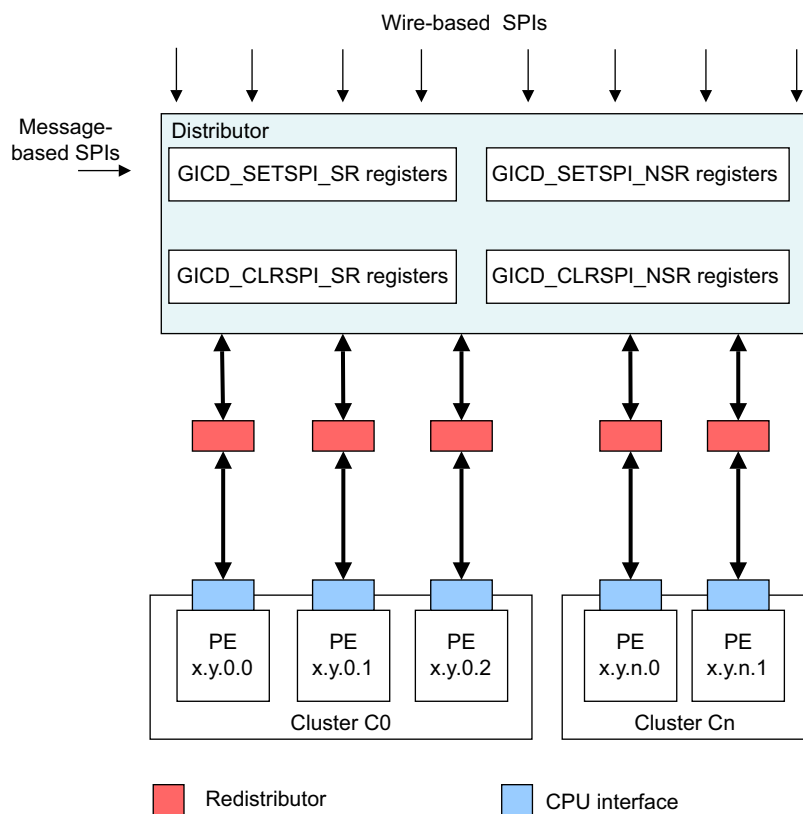 Wire-based SPIs
Message-
based SPIs
Distributor
GICD_SETSPI_SR registers
GICD_SETSPI_NSR registers
GICD_CLRSPI_SR registers
GICD_CLRSPI_NSR registers
PE
x.y.0.0
PE
x.y.0.1
PE
x.y.0.2
PE
x.y.n.0
PE
x.y.n.1
Cluster C0
Cluster Cn
Redistributor
CPU interface